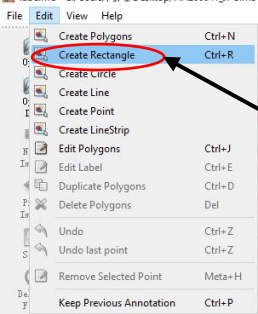 File Edit View Help
Create Polygons Ctrl+N
Create Rectangle Ctrl+R
Create Circle
Create Line
Create Point
Create LineStrip
Edit Polygons Ctrl+J
Edit Label Ctrl+E
Duplicate Polygons Ctrl+D
Delete Polygons Del
Undo Ctrl+Z
Undo last point Ctrl+Z
Remove Selected Point Meta+H
Keep Previous Annotation Ctrl+P